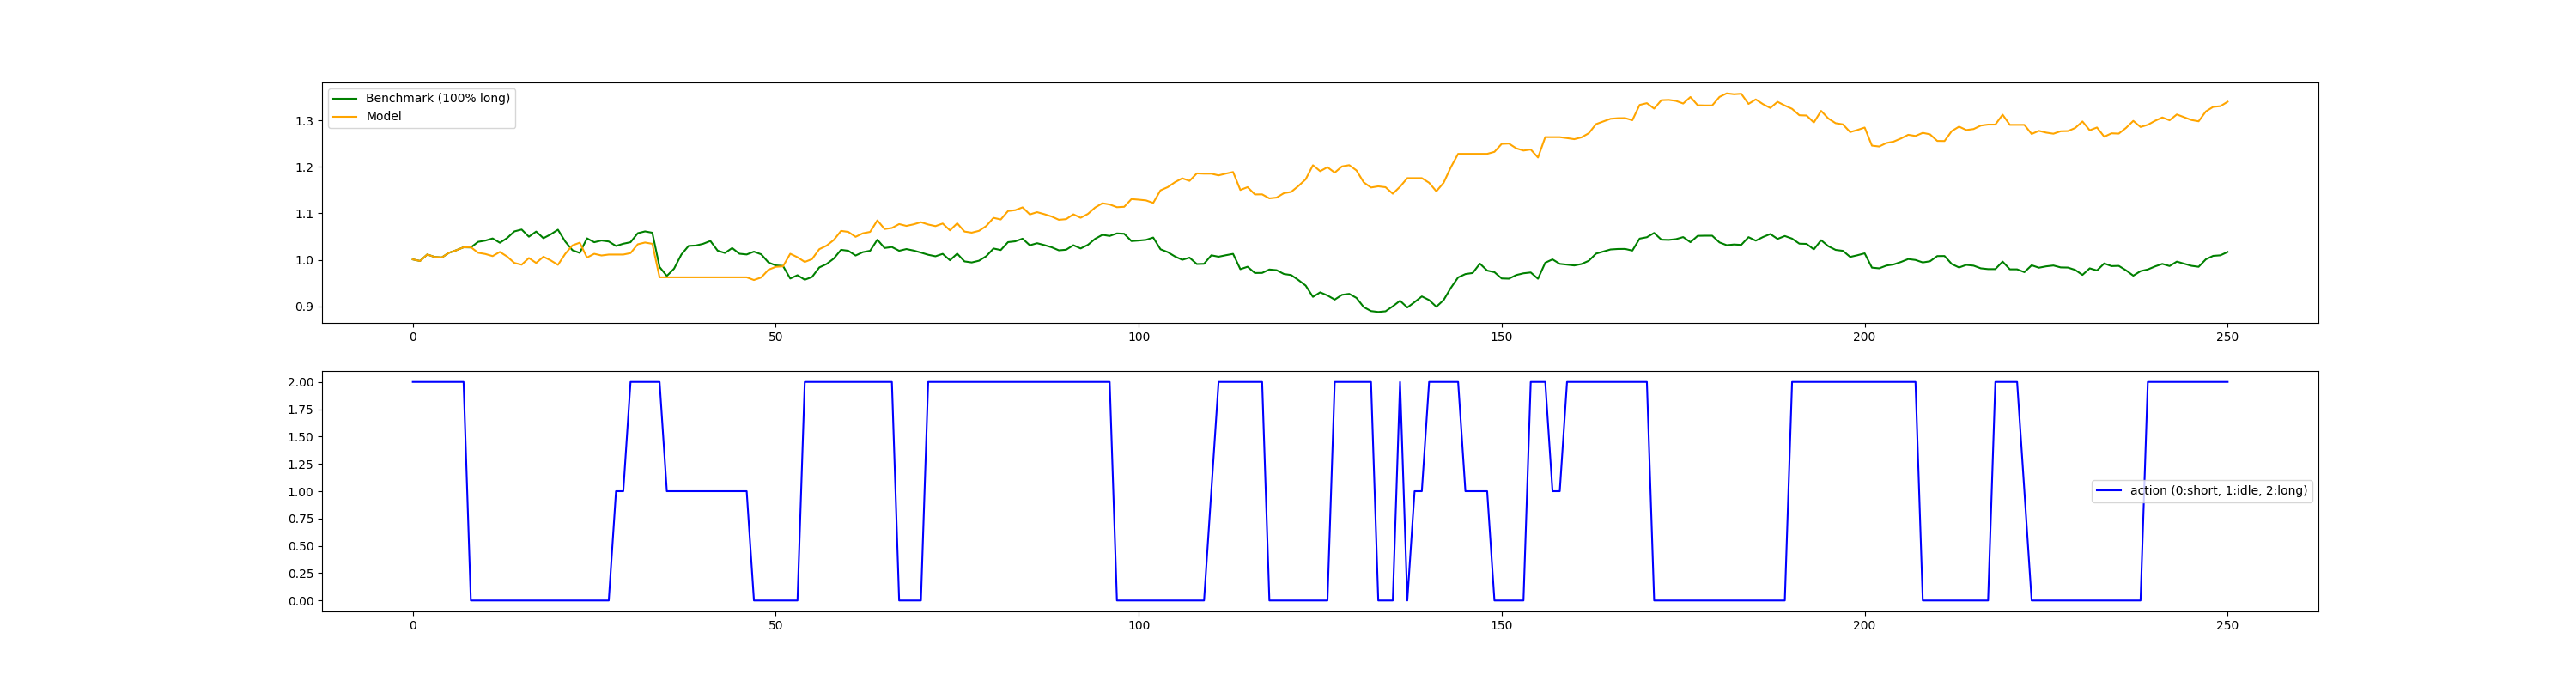 Benchmark (100% long)
Model
1.3
1.2
1.1
1.0
0.9
0 50 100 150 200 250
2.00
1.75
1.50
1.25
1.00
0.75
0.50
0.25
0.00
action (0:short, 1:idle, 2:long)
0 50 100 150 200 250